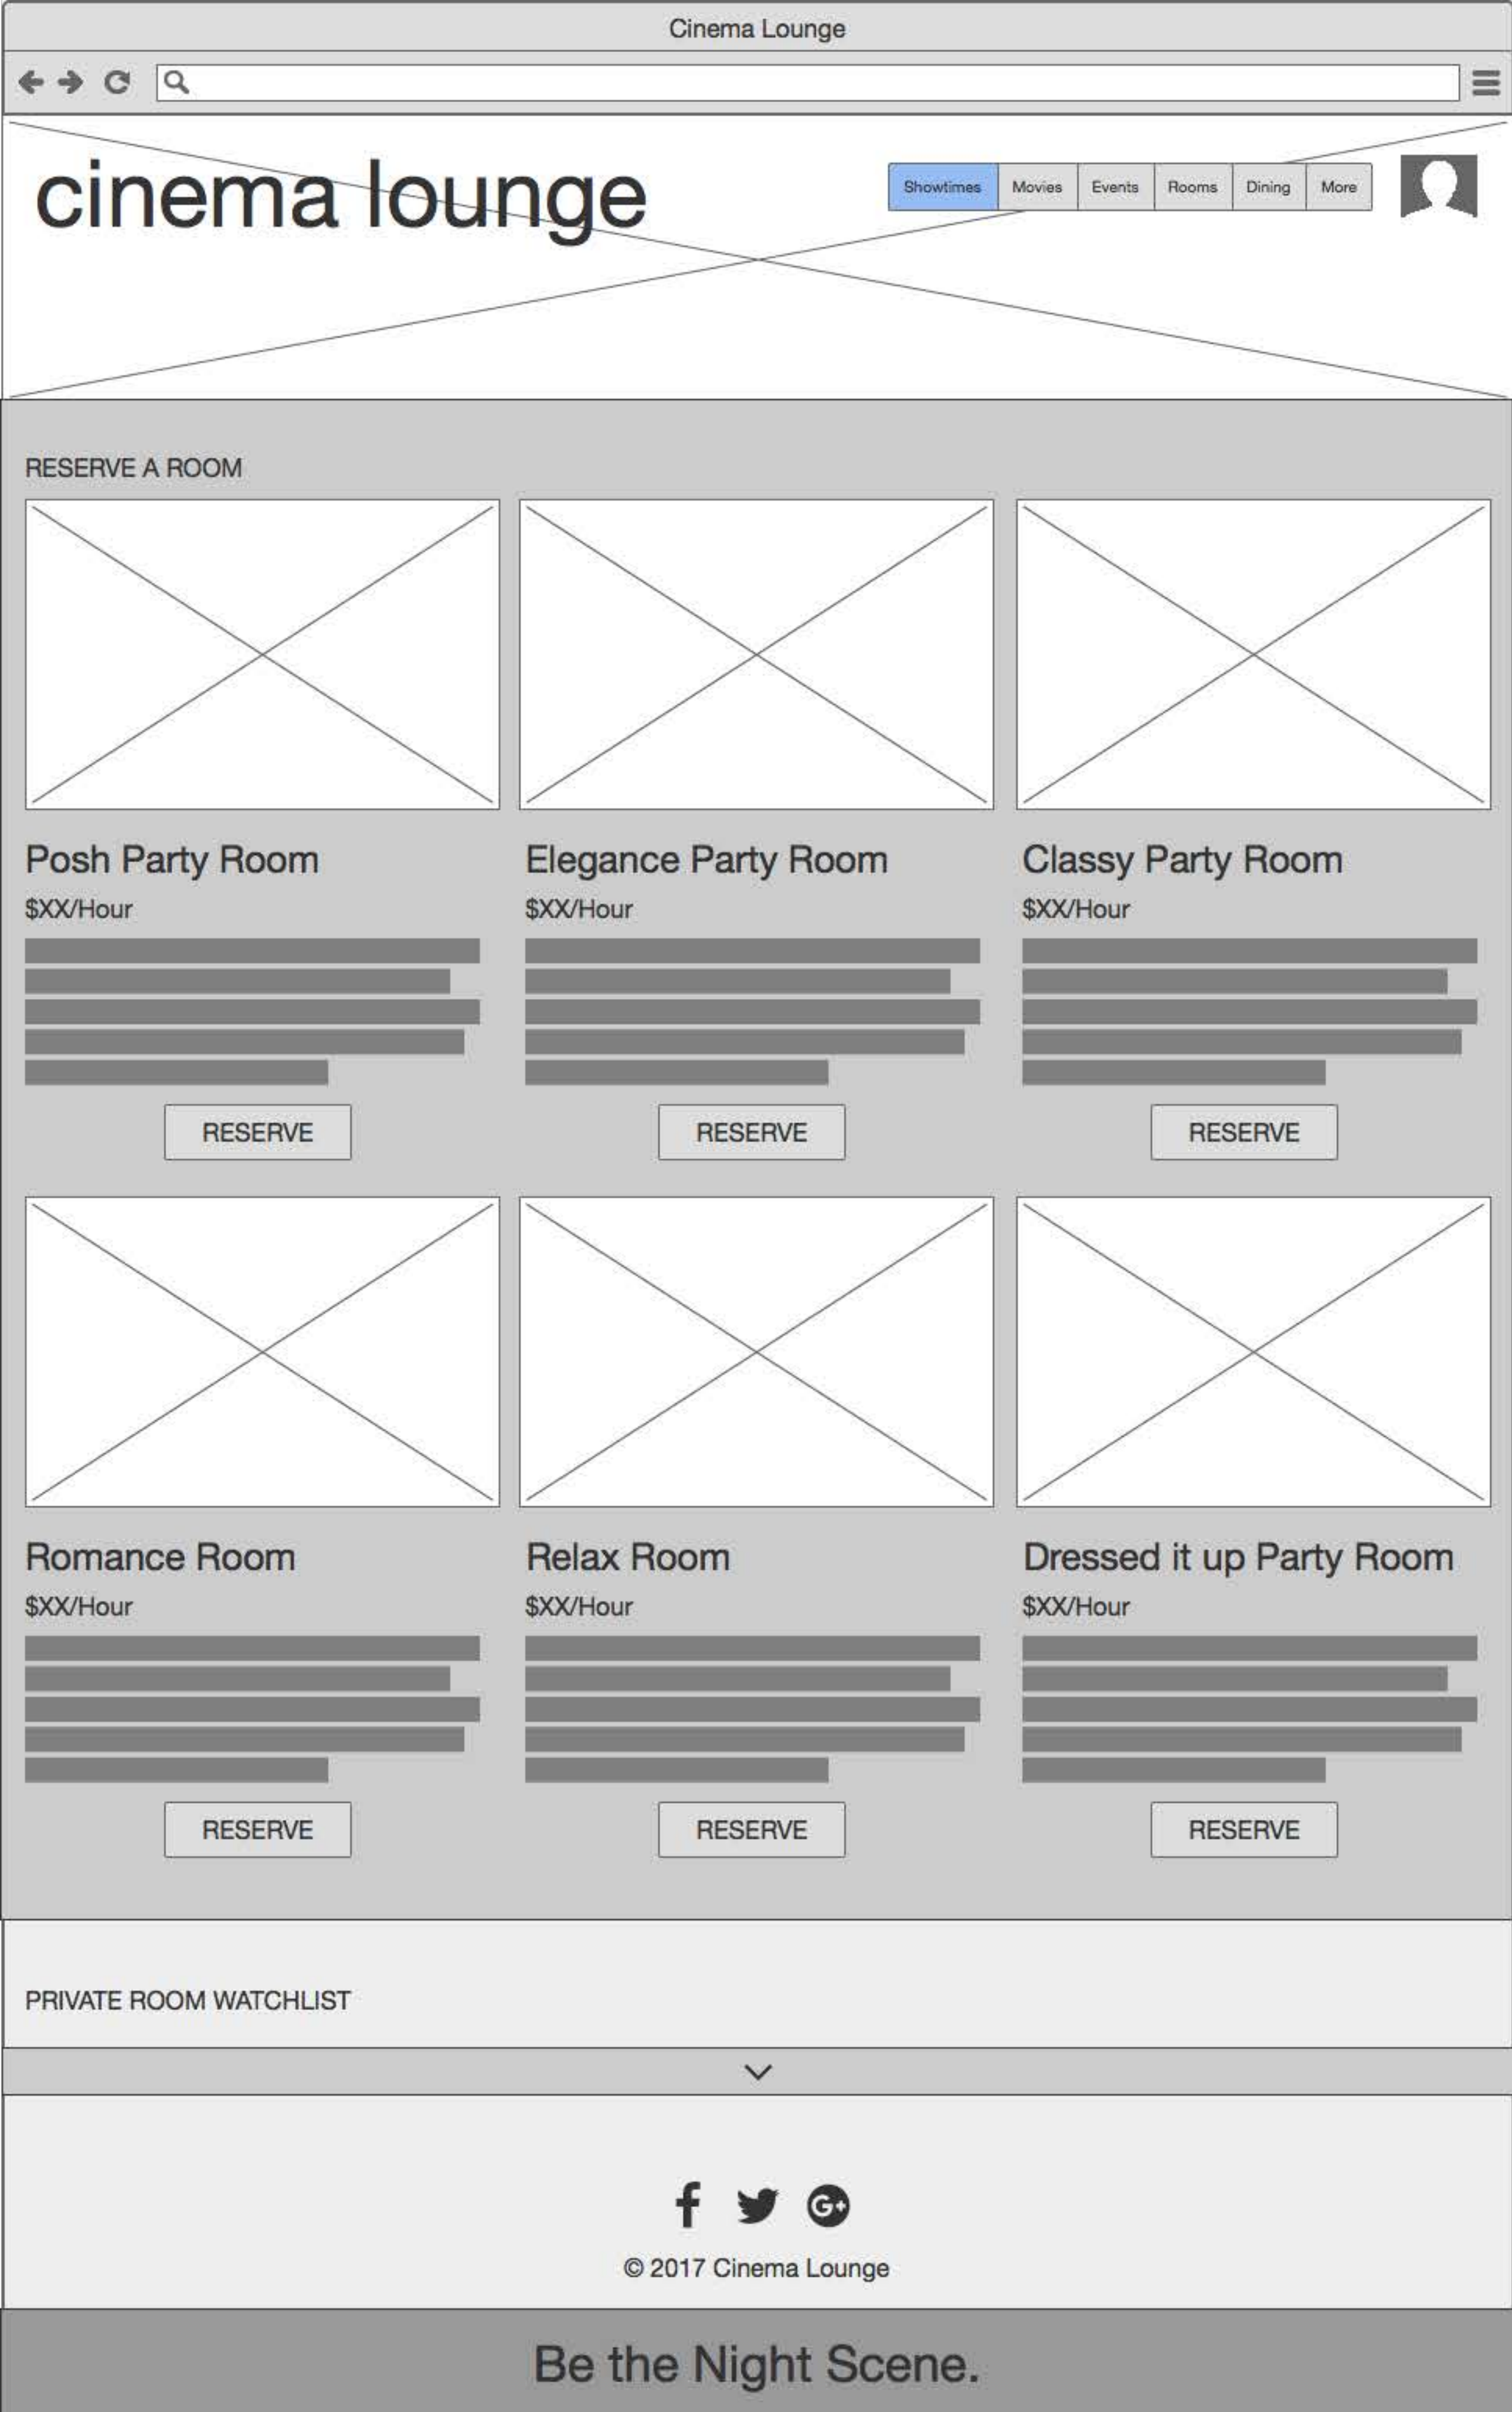 Cinema Lounge
cinema lounge
Showtimes Movies Events Rooms Dining More
RESERVE A ROOM
Posh Party Room
$XX/Hour
RESERVE
Elegance Party Room
$XX/Hour
RESERVE
Classy Party Room
$XX/Hour
RESERVE
Romance Room
$XX/Hour
RESERVE
Relax Room
$XX/Hour
RESERVE
Dressed it up Party Room
$XX/Hour
RESERVE
PRIVATE ROOM WATCHLIST
© 2017 Cinema Lounge
Be the Night Scene.